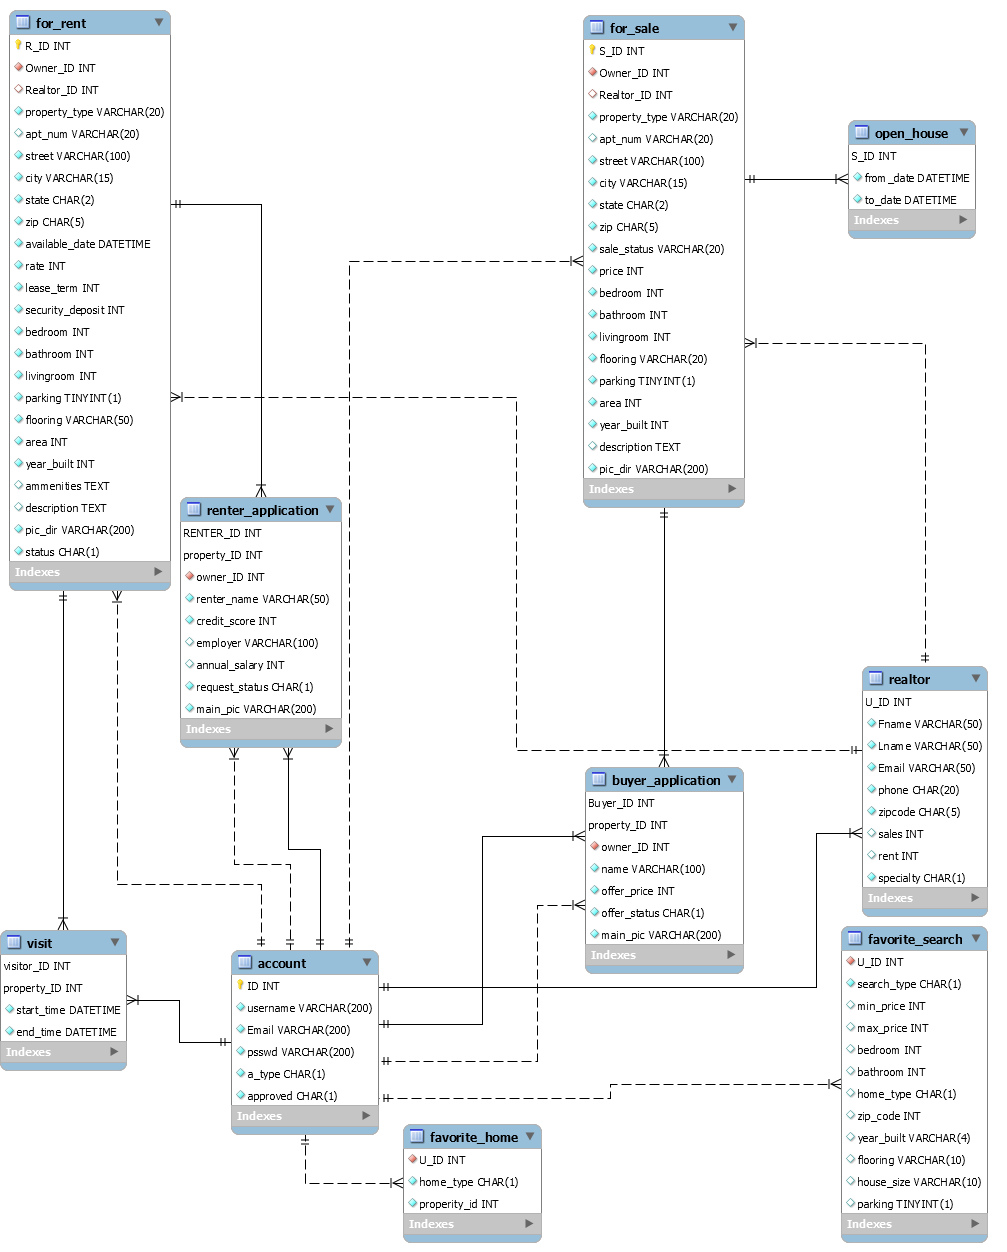 for_rent
R_ID INT
Owner_ID INT
Realtor_ID INT
property_type VARCHAR(20)
apt_num VARCHAR(20)
street VARCHAR(100)
city VARCHAR(15)
state CHAR(2)
zip CHAR(5)
available_date DATETIME
rate INT
lease_term INT
security_deposit INT
bedroom INT
bathroom INT
livingroom INT
parking TINYINT(1)
flooring VARCHAR(50)
area INT
year_built INT
ammenities TEXT
description TEXT
pic_dir VARCHAR(200)
status CHAR(1)
Indexes
for_sale
S_ID INT
Owner_ID INT
Realtor_ID INT
property_type VARCHAR(20)
apt_num VARCHAR(20)
street VARCHAR(100)
city VARCHAR(15)
state CHAR(2)
zip CHAR(5)
sale_status VARCHAR(20)
price INT
bedroom INT
bathroom INT
livingroom INT
flooring VARCHAR(20)
parking TINYINT(1)
area INT
year_built INT
description TEXT
pic_dir VARCHAR(200)
Indexes
open_house
S_ID INT
from_date DATETIME
to_date DATETIME
Indexes
renter_application
RENTER_ID INT
property_ID INT
owner_ID INT
renter_name VARCHAR(50)
credit_score INT
employer VARCHAR(100)
annual_salary INT
request_status CHAR(1)
main_pic VARCHAR(200)
Indexes
realtor
U_ID INT
Fname VARCHAR(50)
Lname VARCHAR(50)
Email VARCHAR(50)
phone CHAR(20)
zipcode CHAR(5)
sales INT
rent INT
specialty CHAR(1)
Indexes
buyer_application
Buyer_ID INT
property_ID INT
owner_ID INT
name VARCHAR(100)
offer_price INT
offer_status CHAR(1)
main_pic VARCHAR(200)
Indexes
visit
visitor_ID INT
property_ID INT
start_time DATETIME
end_time DATETIME
Indexes
account
ID INT
username VARCHAR(200)
Email VARCHAR(200)
psswd VARCHAR(200)
a_type CHAR(1)
approved CHAR(1)
Indexes
favorite_search
U_ID INT
search_type CHAR(1)
min_price INT
max_price INT
bedroom INT
bathroom INT
home_type CHAR(1)
zip_code INT
year_built VARCHAR(4)
flooring VARCHAR(10)
house_size VARCHAR(10)
parking TINYINT(1)
Indexes
favorite_home
U_ID INT
home_type CHAR(1)
properity_id INT
Indexes